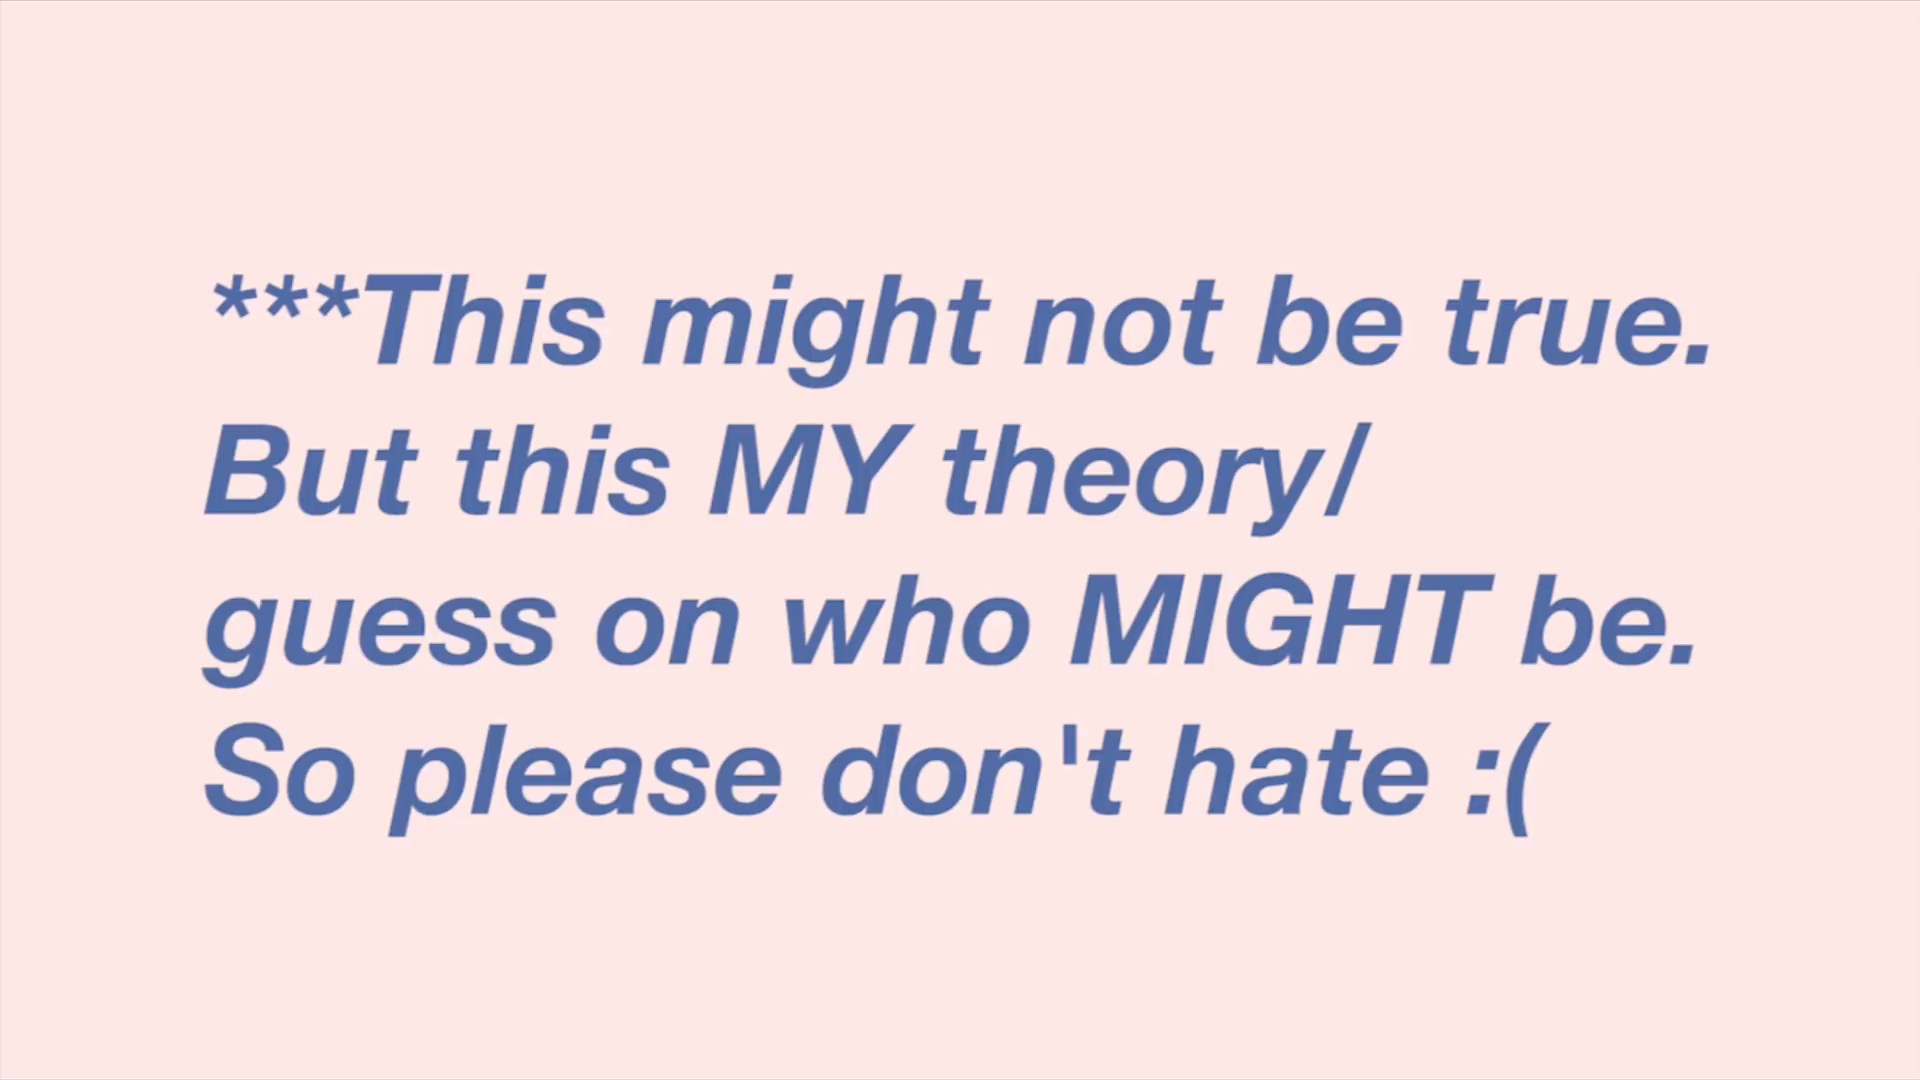 ***This might not be true.
But this MY theory/
guess on who MIGHT be.
So please don't hate :(